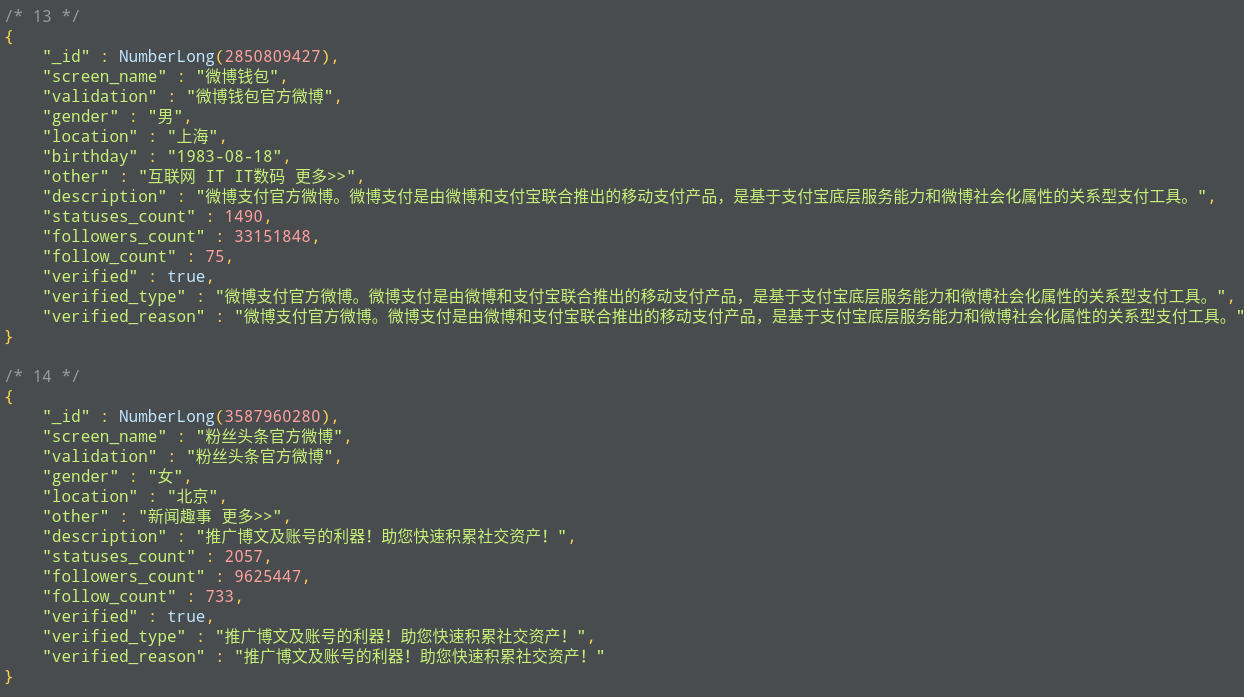 /* 13 */
{
"_id" : NumberLong(2850809427),
"screen_name" : "微博钱包",
"validation" : "微博钱包官方微博",
"gender" : "男",
"location" : "上海",
"birthday" : "1983-08-18",
"other" : "互联网 IT IT数码 更多>>",
"description" : "微博支付官方微博。微博支付是由微博和支付宝联合推出的移动支付产品，是基于支付宝底层服务能力和微博社会化属性的关系型支付工具。",
"statuses_count" : 1490,
"followers_count" : 33151848,
"follow_count" : 75,
"verified" : true,
"verified_type" : "微博支付官方微博。微博支付是由微博和支付宝联合推出的移动支付产品，是基于支付宝底层服务能力和微博社会化属性的关系型支付工具。",
"verified_reason" : "微博支付官方微博。微博支付是由微博和支付宝联合推出的移动支付产品，是基于支付宝底层服务能力和微博社会化属性的关系型支付工具。"
}
/* 14 */
{
"_id" : NumberLong(3587960280),
"screen_name" : "粉丝头条官方微博",
"validation" : "粉丝头条官方微博",
"gender" : "女",
"location" : "北京",
"other" : "新闻趣事 更多>>",
"description" : "推广博文及账号的利器！助您快速积累社交资产！",
"statuses_count" : 2057,
"followers_count" : 9625447,
"follow_count" : 733,
"verified" : true,
"verified_type" : "推广博文及账号的利器！助您快速积累社交资产！",
"verified_reason" : "推广博文及账号的利器！助您快速积累社交资产！"
}